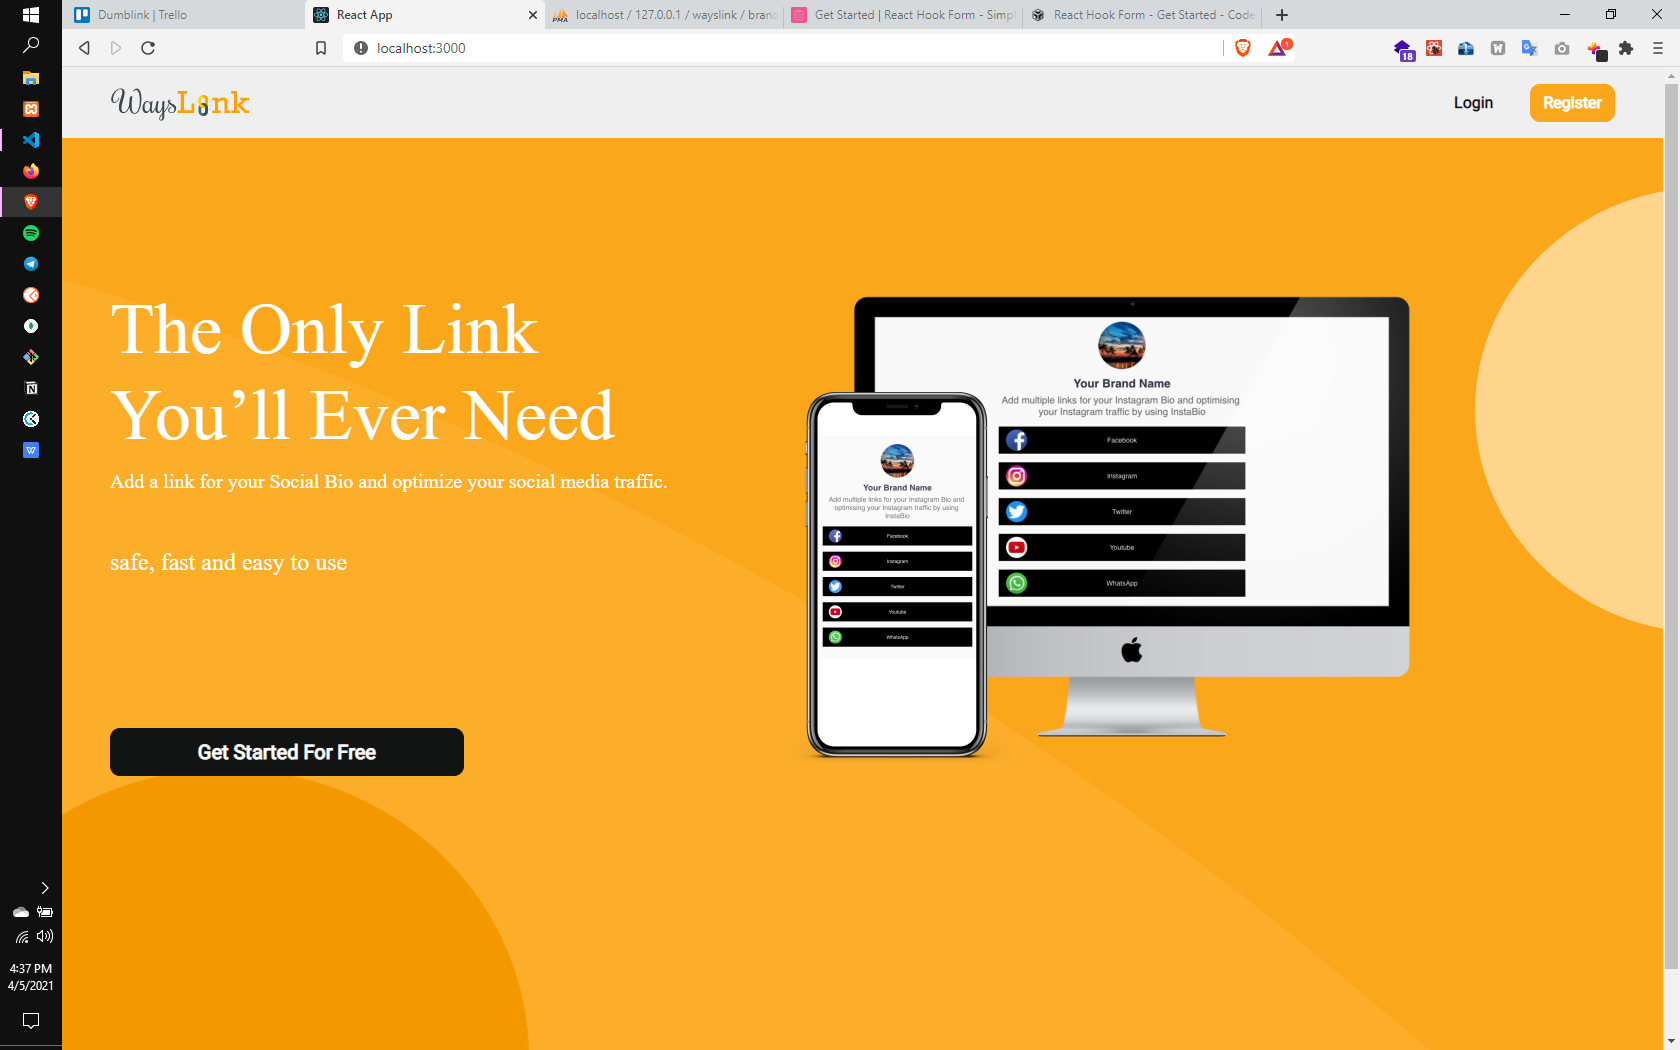 Dumblink | Trello
React App
localhost / 127.0.0.1 / wayslink / brand
Get Started | React Hook Form - Simpl
React Hook Form - Get Started - Code
localhost:3000
1
18
WaysLink
Login
Register
The Only Link
You’ll Ever Need
Add a link for your Social Bio and optimize your social media traffic.
safe, fast and easy to use
Get Started For Free
Your Brand Name
Add multiple links for your Instagram Bio and optimising
your Instagram traffic by using InstaBio
Facebook
Instagram
Twitter
Youtube
WhatsApp
Your Brand Name
Add multiple links for your Instagram Bio and
optimising your Instagram traffic by using
InstaBio
Facebook
Instagram
Twitter
Youtube
WhatsApp
4:37 PM
4/5/2021